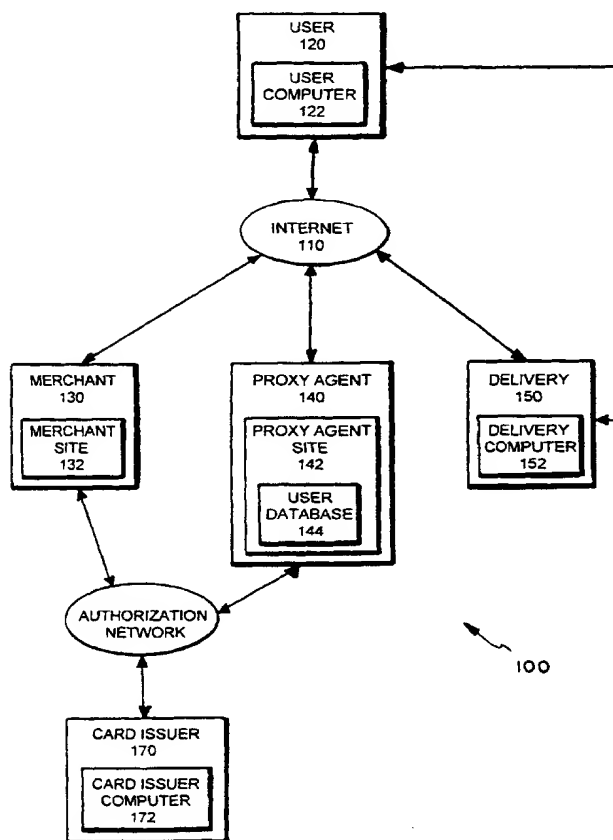 USER
120
USER
COMPUTER
122
INTERNET
110
MERCHANT
130
MERCHANT
SITE
132
PROXY AGENT
140
PROXY AGENT
SITE
142
USER
DATABASE
144
DELIVERY
150
DELIVERY
COMPUTER
152
AUTHORIZATION
NETWORK
100
CARD ISSUER
170
CARD ISSUER
COMPUTER
172